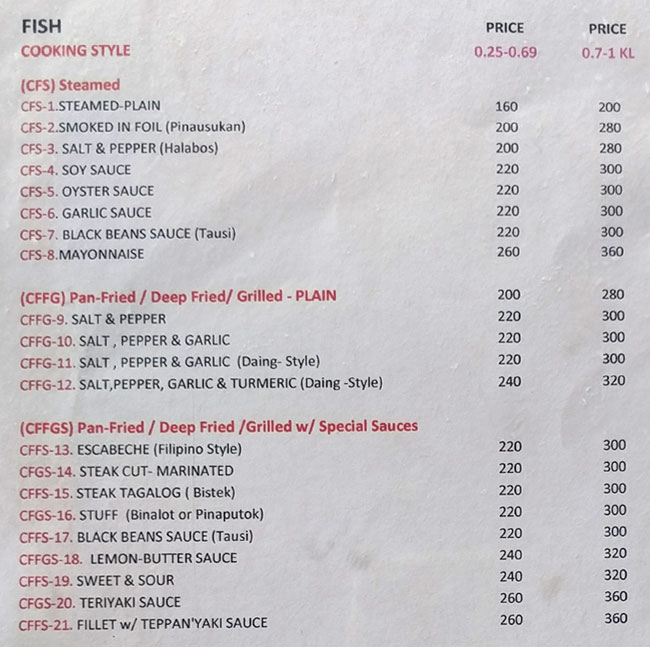 FISH PRICE PRICE
COOKING STYLE 0.25-0.69 0.7-1 KL
(CFS) Steamed
CFS-1.STEAMED-PLAIN 160 200
CFS-2.SMOKED IN FOIL (Pinausukan) 200 280
CFS-3. SALT & PEPPER (Halabos) 200 280
CFS-4. SOY SAUCE 220 300
CFS-5. OYSTER SAUCE 220 300
CFS-6. GARLIC SAUCE 220 300
CFS-7. BLACK BEANS SAUCE (Tausi) 220 300
CFS-8.MAYONNAISE 260 360
(CFFG) Pan-Fried / Deep Fried/ Grilled - PLAIN 200 280
CFFG-9. SALT & PEPPER 220 300
CFFG-10. SALT , PEPPER & GARLIC 220 300
CFFG-11. SALT , PEPPER & GARLIC (Daing- Style) 220 300
CFFG-12. SALT,PEPPER, GARLIC & TURMERIC (Daing -Style) 240 320
(CFFGS) Pan-Fried / Deep Fried /Grilled w/ Special Sauces
CFFS-13. ESCABECHE (Filipino Style) 220 300
CFGS-14. STEAK CUT- MARINATED 220 300
CFFS-15. STEAK TAGALOG ( Bistek) 220 300
CFGS-16. STUFF (Binalot or Pinaputok) 220 300
CFFS-17. BLACK BEANS SAUCE (Tausi) 220 300
CFFGS-18. LEMON-BUTTER SAUCE 240 320
CFFS-19. SWEET & SOUR 240 320
CFGS-20. TERIYAKI SAUCE 260 360
CFFS-21. FILLET w/ TEPPAN'YAKI SAUCE 260 360